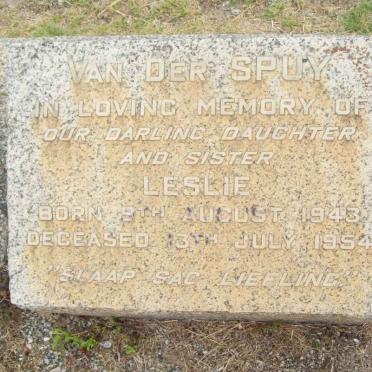 VAN DER SPUY
IN LOVING MEMORY OF
OUR DARLING DAUGHTER
AND SISTER
LESLIE
BORN 9TH AUGUST 1943
DECEASED 13TH JULY, 1954
"SLAAP SAG LIEFLING"